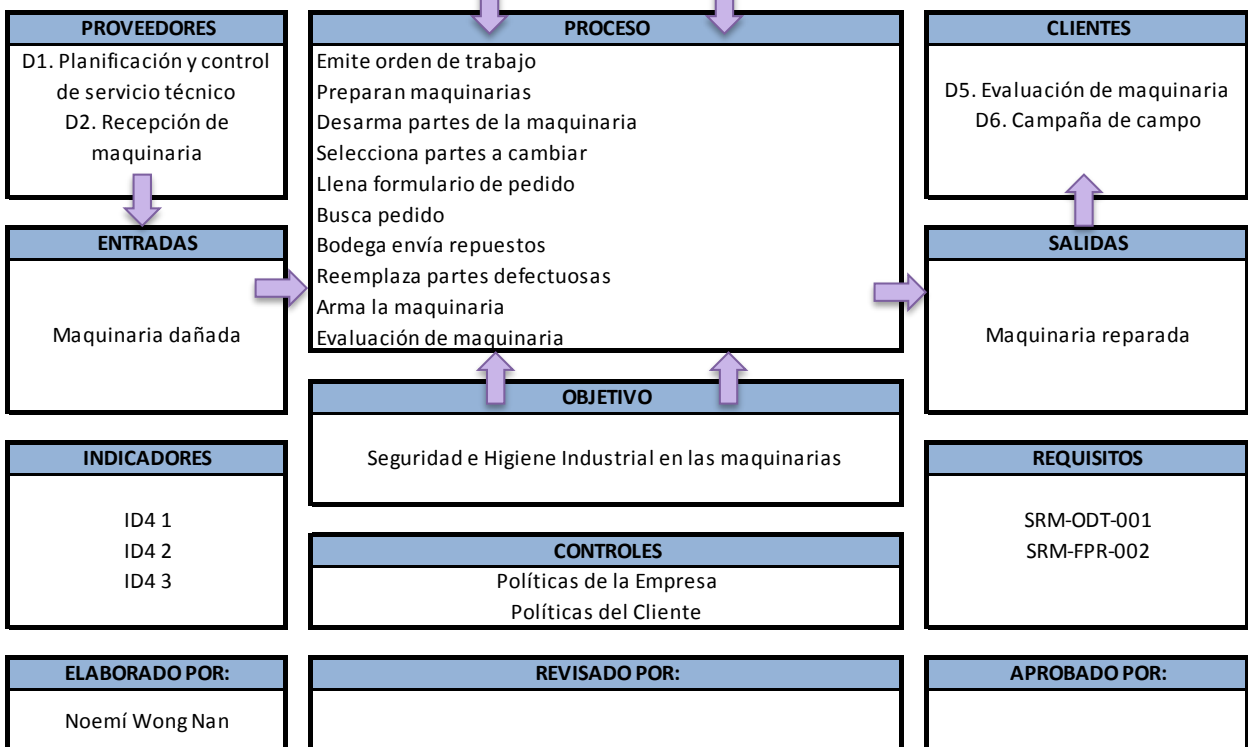 PROVEEDORES
D1. Planificación y control
de servicio técnico
D2. Recepción de
maquinaria
PROCESO
Emite orden de trabajo
Preparan maquinarias
Desarma partes de la maquinaria
Selecciona partes a cambiar
Llena formulario de pedido
Busca pedido
Bodega envía repuestos
Reemplaza partes defectuosas
Arma la maquinaria
Evaluación de maquinaria
CLIENTES
D5. Evaluación de maquinaria
D6. Campaña de campo
ENTRADAS
Maquinaria dañada
SALIDAS
Maquinaria reparada
OBJETIVO
Seguridad e Higiene Industrial en las maquinarias
INDICADORES
ID4 1
ID4 2
ID4 3
CONTROLES
Políticas de la Empresa
Políticas del Cliente
REQUISITOS
SRM-ODT-001
SRM-FPR-002
ELABORADO POR:
Noemí Wong Nan
REVISADO POR:
APROBADO POR: